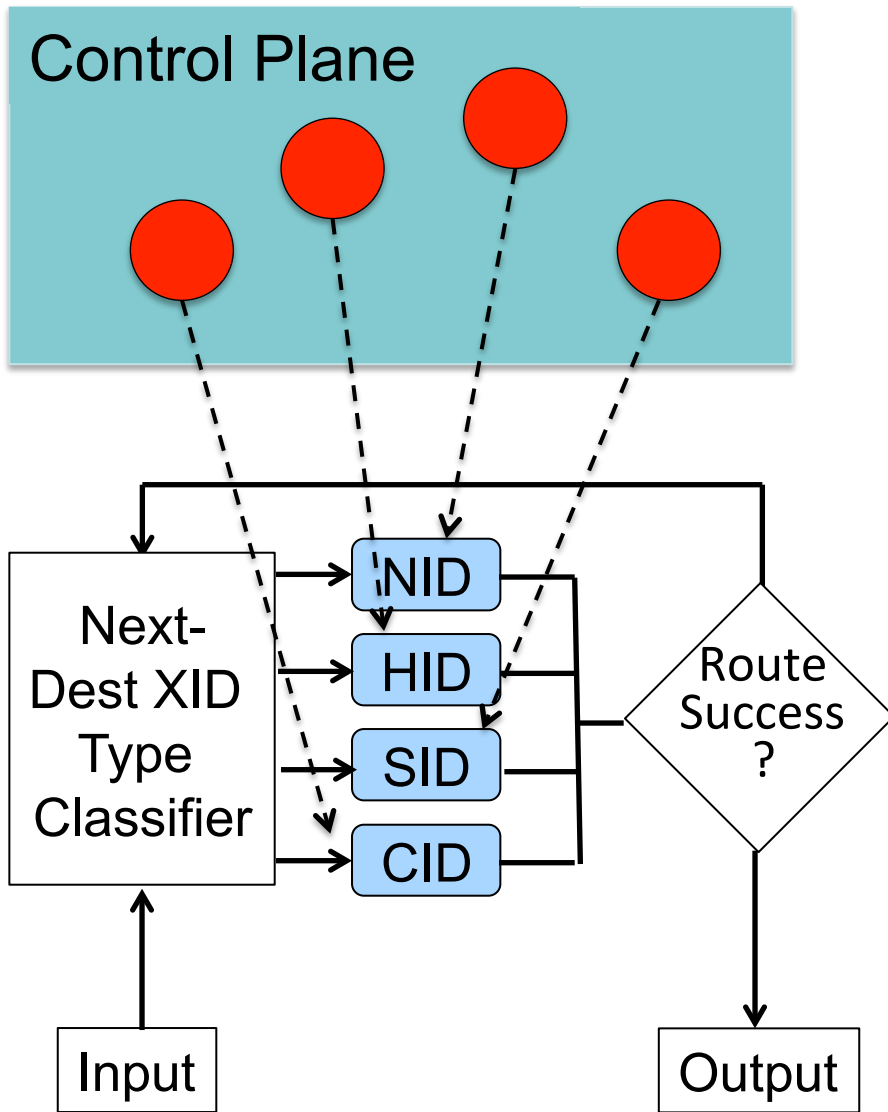 Control Plane
Next-
Dest XID
Type
Classifier
NID
HID
SID
CID
Route
Success
?
Input
Output